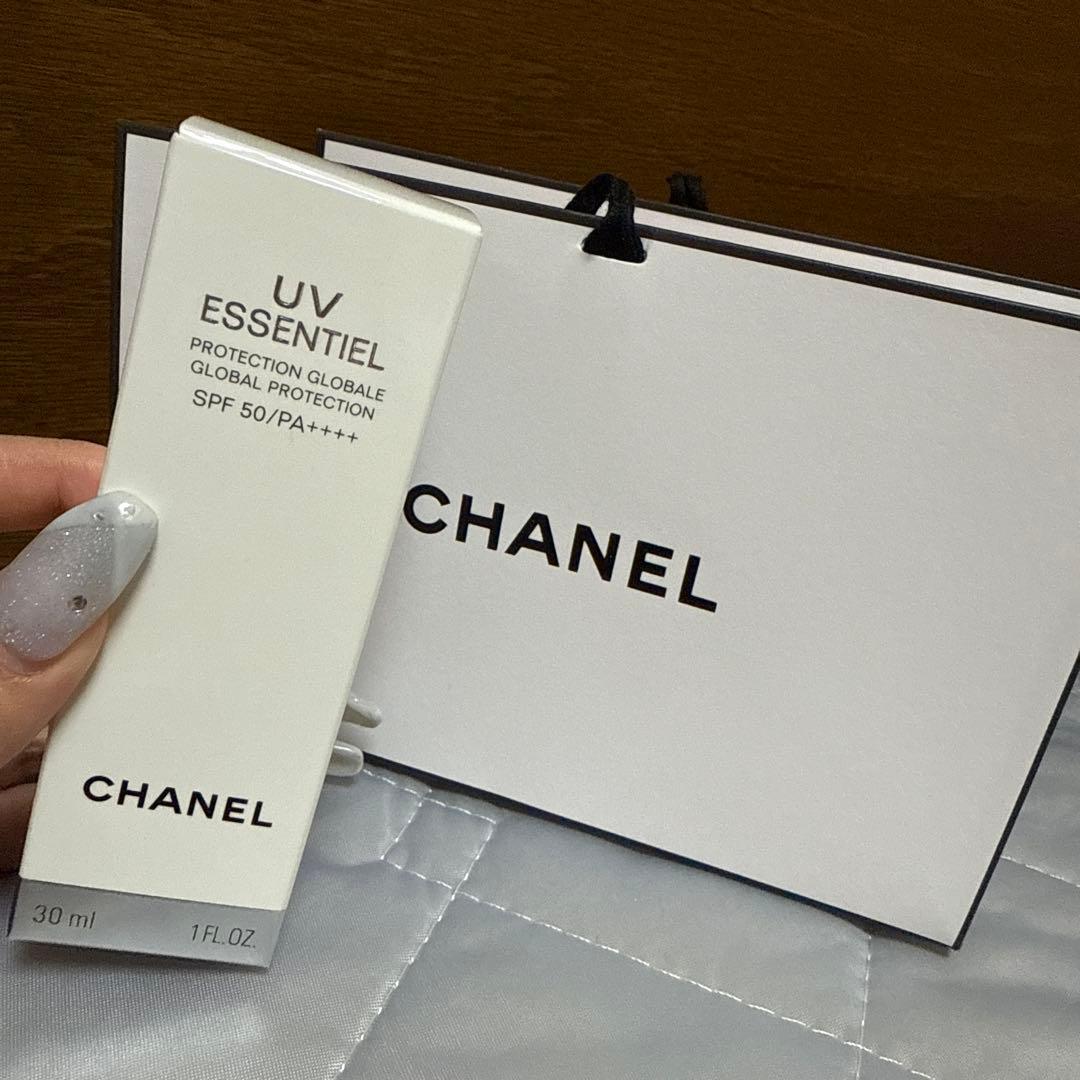 UV
ESSENTIEL
PROTECTION GLOBALE
GLOBAL PROTECTION
SPF 50/PA++++
CHANEL
30 ml
1 FL.OZ.
CHANEL